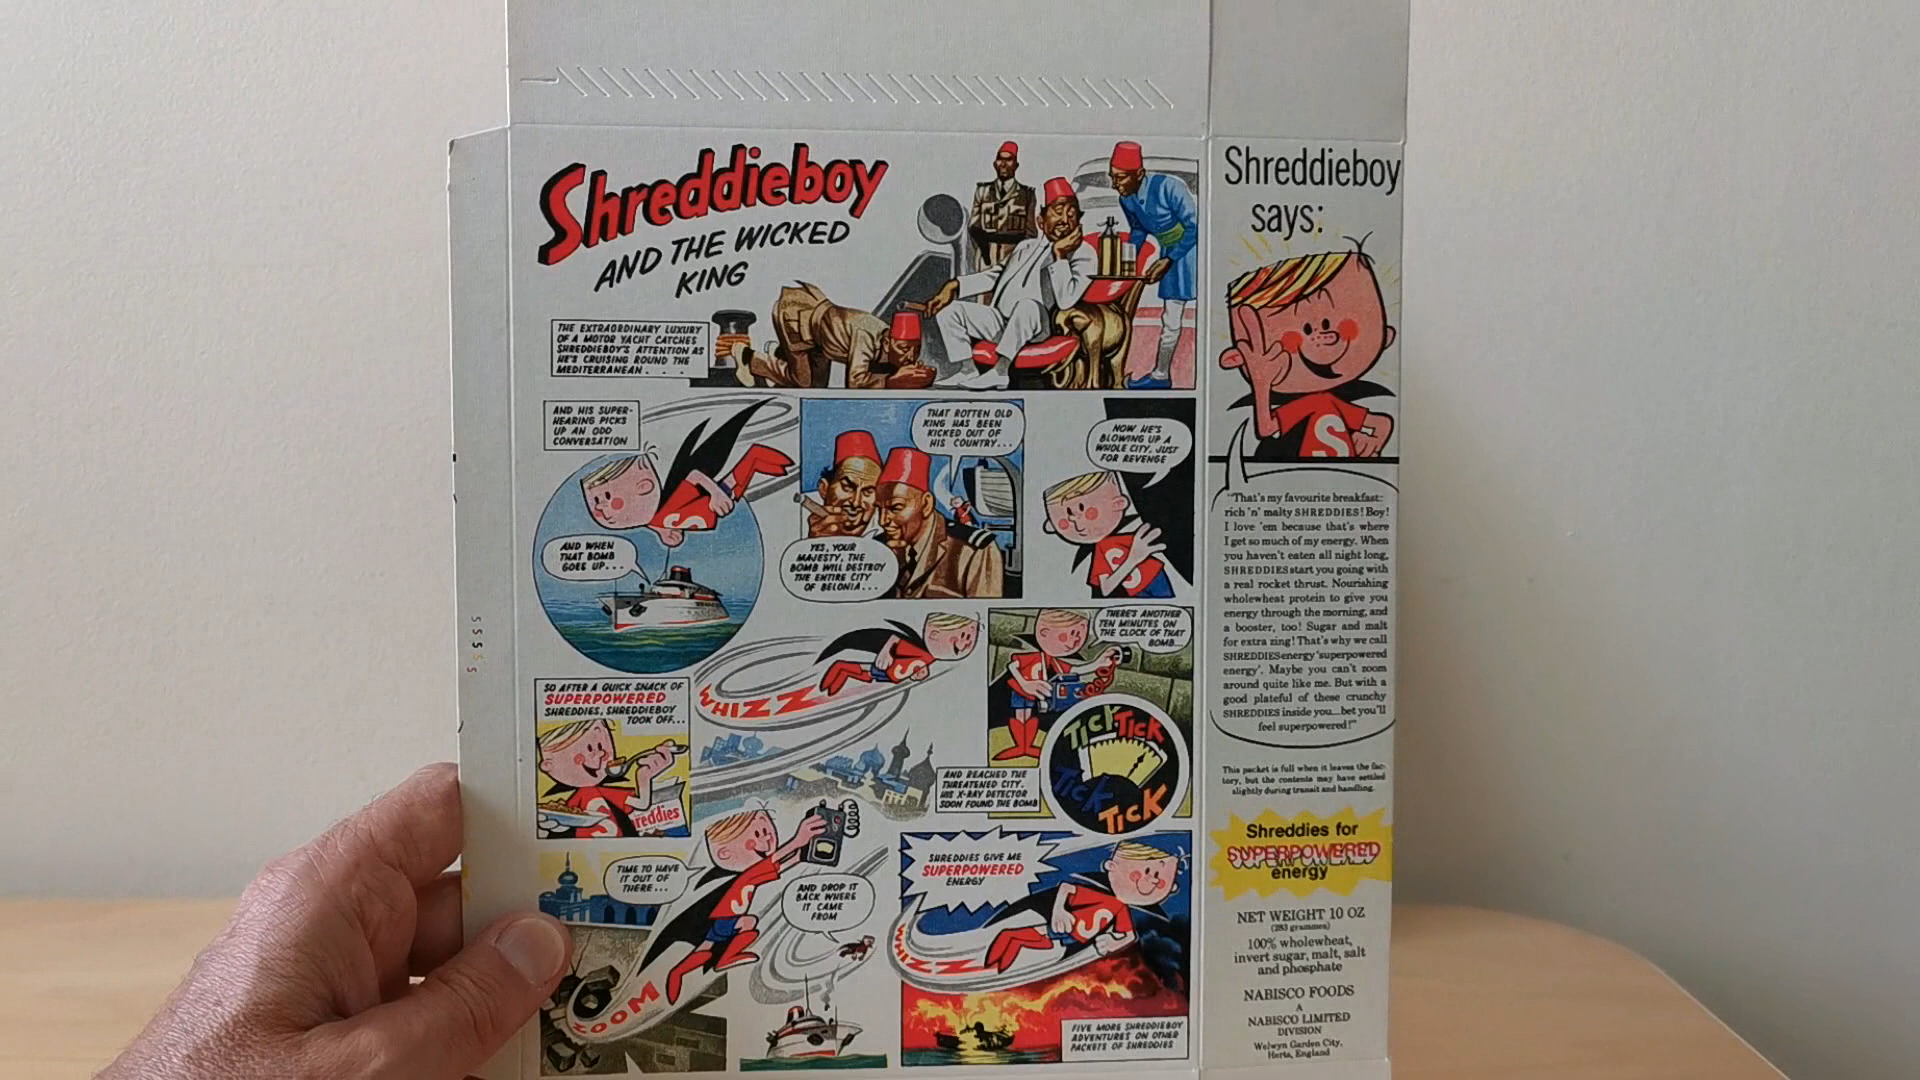 Shreddieboy
AND THE WICKED
KING
THE EXTRAORDINARY LUXURY
OF A MOTOR YACHT CATCHES
SHREDDIEBOY'S ATTENTION AS
HE'S CRUISING ROUND THE
MEDITERRANEAN . . . .
AND HIS SUPER-
HEARING PICKS
UP AN ODD
CONVERSATION
AND WHEN
THAT BOMB
GOES UP...
THAT ROTTEN OLD
KING HAS BEEN
KICKED OUT OF
HIS COUNTRY...
YES, YOUR
MAJESTY, THE
BOMB WILL DESTROY
THE ENTIRE CITY
OF BELONIA...
NOW HE'S
BLOWING UP A
WHOLE CITY, JUST
FOR REVENGE
S
S
SO AFTER A QUICK SNACK OF
SUPERPOWERED
SHREDDIES, SHREDDIEBOY
TOOK OFF...
S
reddies
WHIZZ
S
THERE'S ANOTHER
TEN MINUTES ON
THE CLOCK OF THAT
BOMB...
AND REACHED THE
THREATENED CITY.
HIS X-RAY DETECTOR
SOON FOUND THE BOMB
TICK TICK
TICK
TICK
TIME TO HAVE
IT OUT OF
THERE...
S
ZOOM
AND DROP IT
BACK WHERE
IT CAME
FROM
SHREDDIES GIVE ME
SUPERPOWERED
ENERGY
S
WHIZZ
FIVE MORE SHREDDIEBOY
ADVENTURES ON OTHER
PACKETS OF SHREDDIES
Shreddieboy
says:
S
"That's my favourite breakfast:
rich 'n' malty SHREDDIES! Boy!
I love 'em because that's where
I get so much of my energy. When
you haven't eaten all night long,
SHREDDIES start you going with
a real rocket thrust. Nourishing
wholewheat protein to give you
energy through the morning, and
a booster, too! Sugar and malt
for extra zing! That's why we call
SHREDDIES energy 'superpowered
energy'. Maybe you can't zoom
around quite like me. But with a
good plateful of these crunchy
SHREDDIES inside you...bet you'll
feel superpowered!"
This packet is full when it leaves the fac-
tory, but the contents may have settled
slightly during transit and handling.
Shreddies for
SUPERPOWERED
energy
NET WEIGHT 10 OZ
(283 grammes)
100% wholewheat,
invert sugar, malt, salt
and phosphate
NABISCO FOODS
A
NABISCO LIMITED
DIVISION
Welwyn Garden City,
Herts, England
5 5 5 5 5